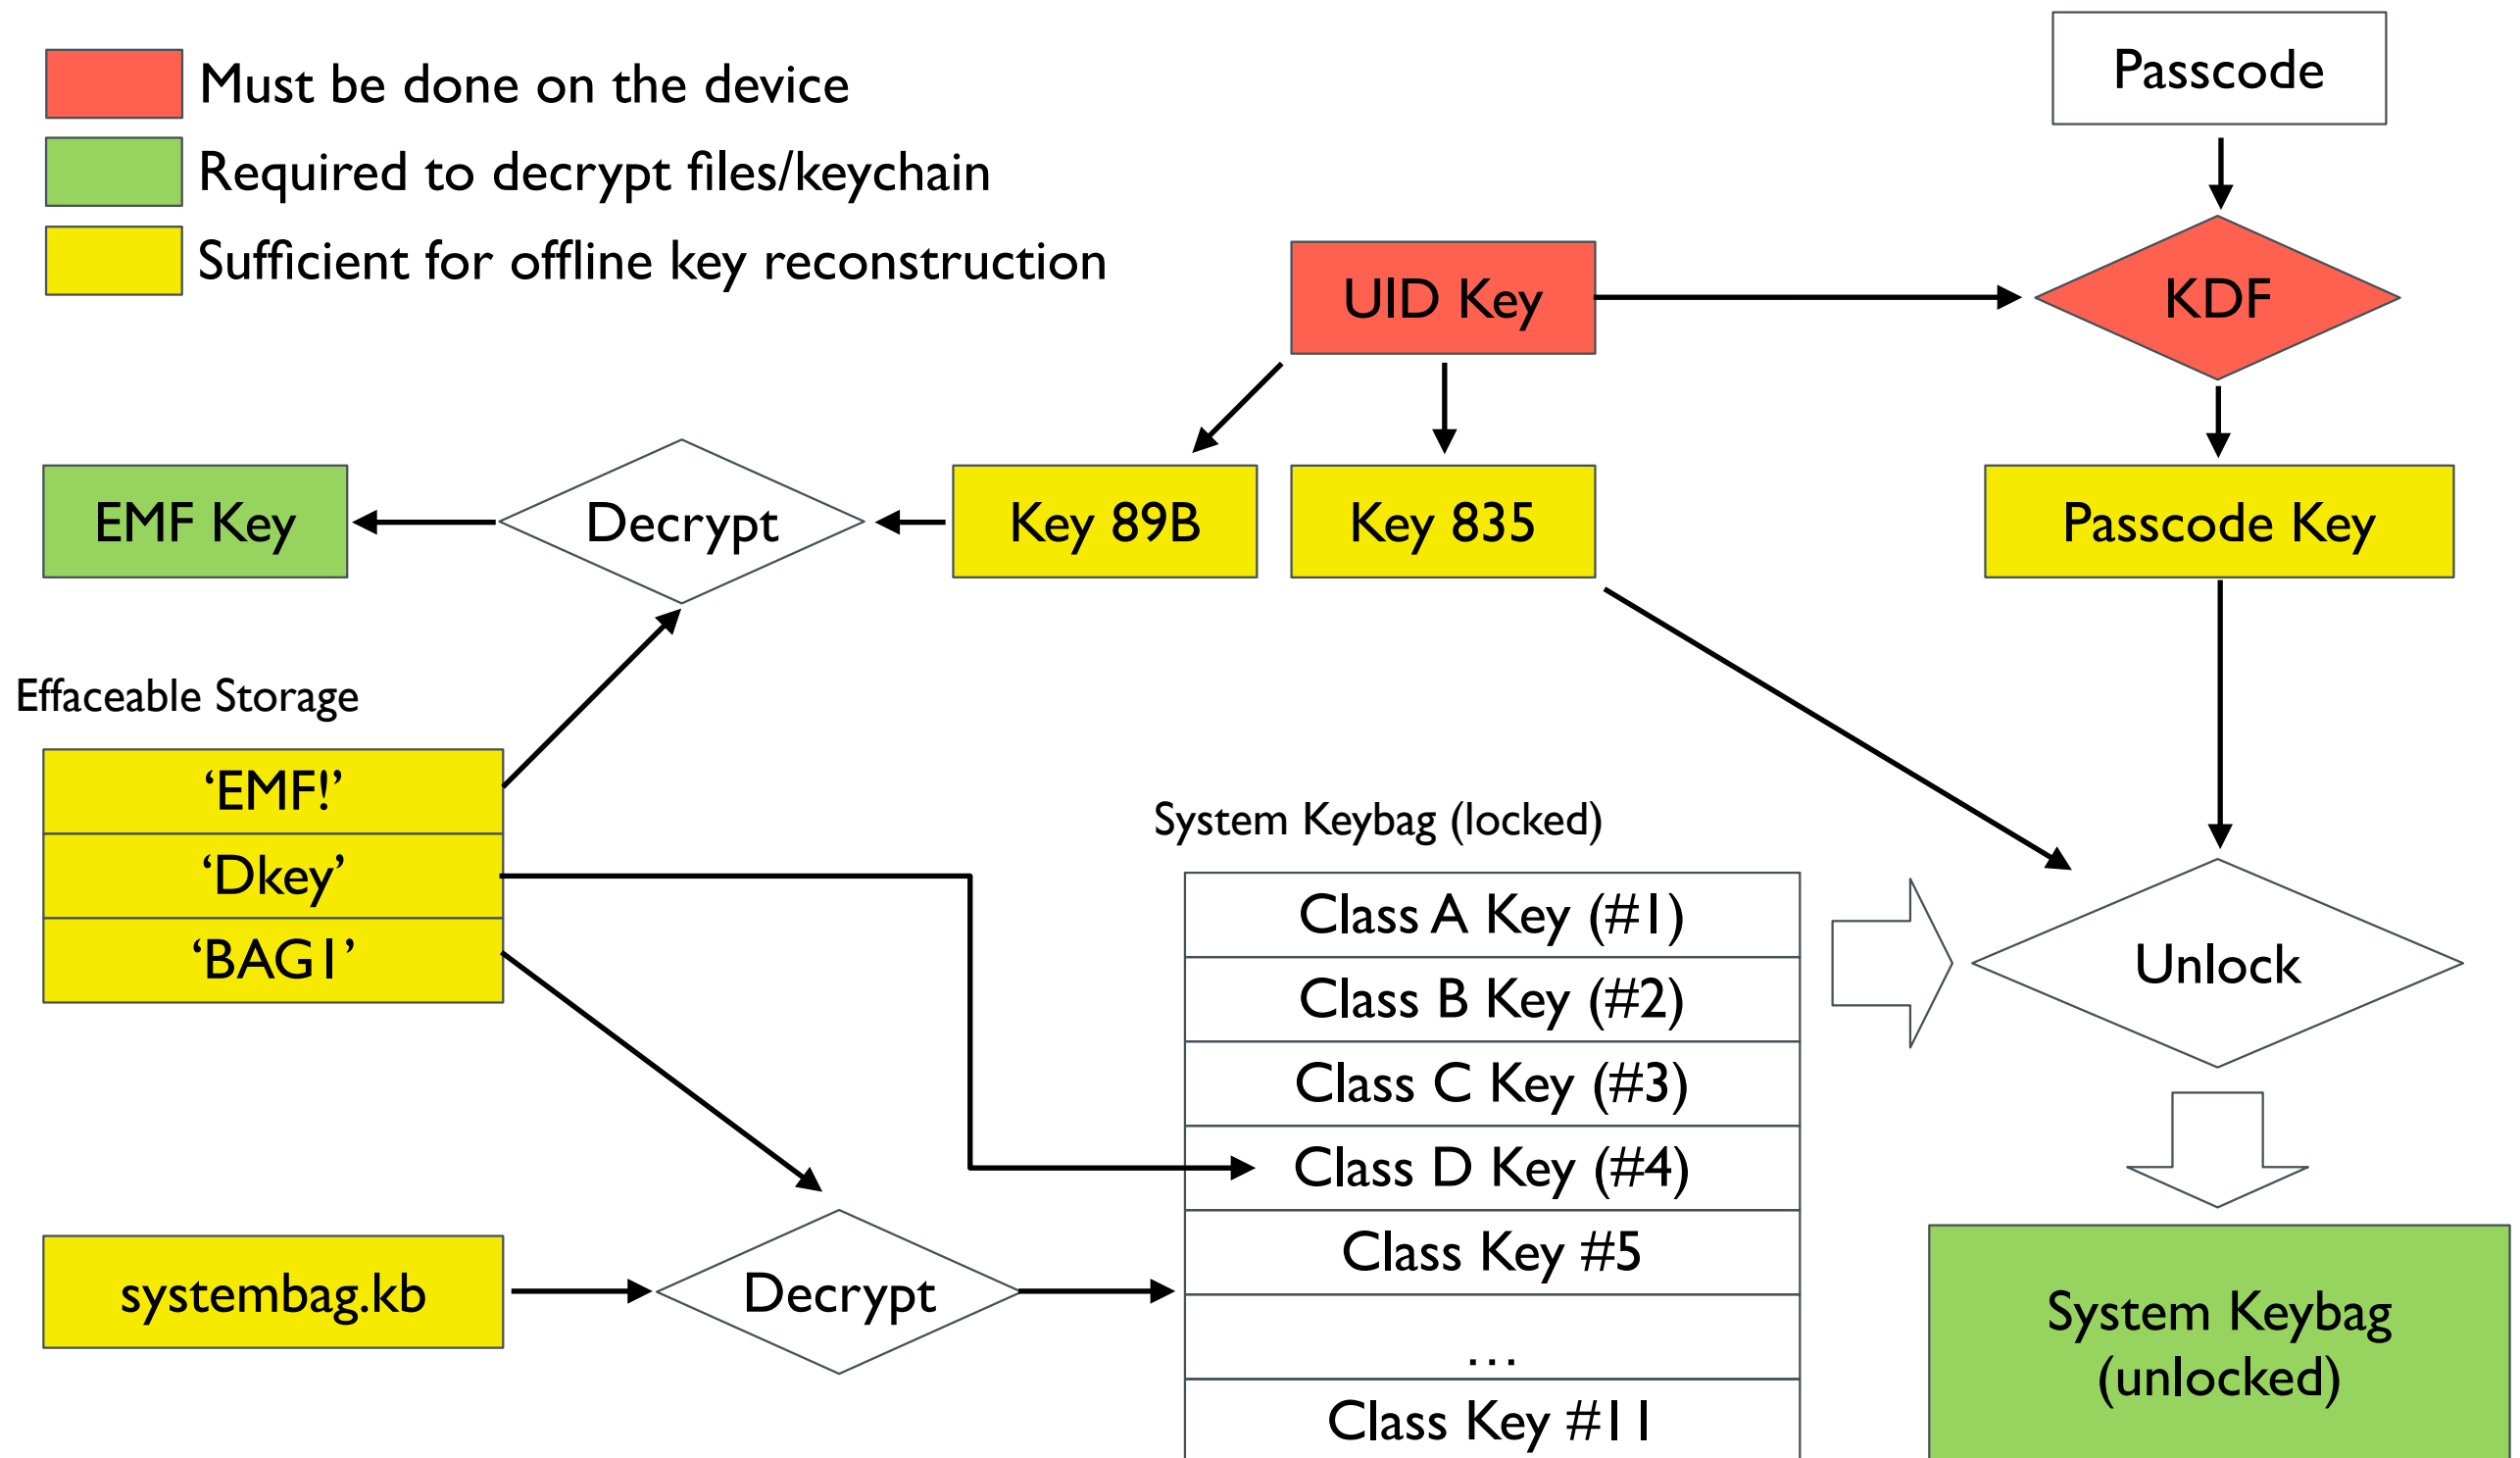 Must be done on the device
Required to decrypt files/keychain
Sufficient for offline key reconstruction
Passcode
UID Key
KDF
EMF Key
Decrypt
Key 89B
Key 835
Passcode Key
Effaceable Storage
‘EMF!’
‘Dkey’
‘BAG1’
System Keybag (locked)
Class A Key (#1)
Class B Key (#2)
Class C Key (#3)
Class D Key (#4)
Class Key #5
…
Class Key #11
Unlock
systembag.kb
Decrypt
System Keybag
(unlocked)